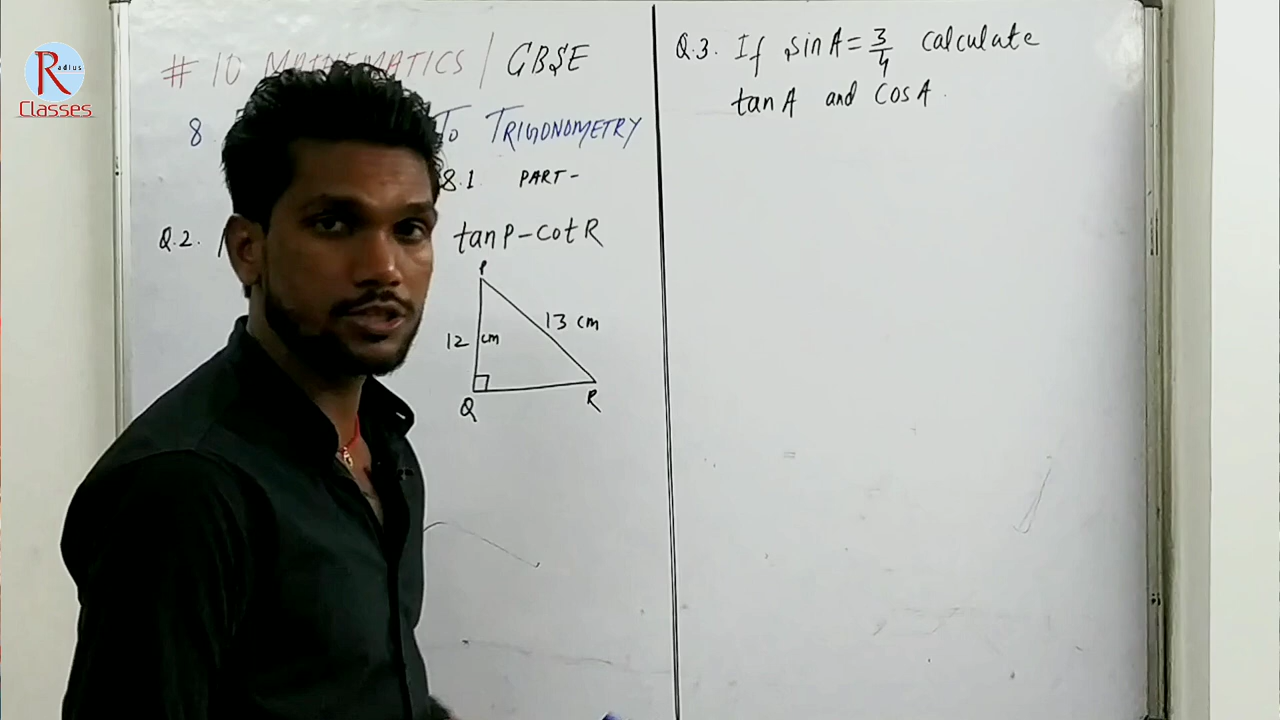 Radius
Classes
# 10 MATHEMATICS | CBSE
8. TO TRIGONOMETRY
8.1 PART-
Q.2. tan P - cot R
P
12 cm
13 cm
Q
R
Q.3. If sin A = 3/4 calculate
tan A and cos A.